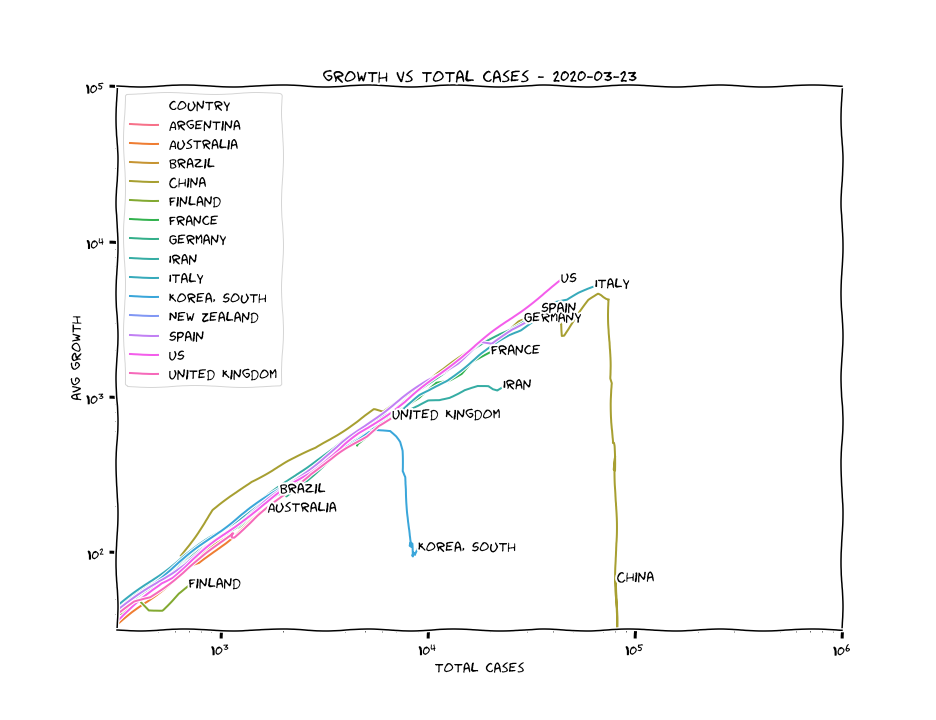 GROWTH VS TOTAL CASES - 2020-03-23
10⁵
COUNTRY
ARGENTINA
AUSTRALIA
BRAZIL
CHINA
FINLAND
FRANCE
GERMANY
IRAN
ITALY
KOREA, SOUTH
NEW ZEALAND
SPAIN
US
UNITED KINGDOM
10⁴
AVG GROWTH
10³
10²
US
ITALY
SPAIN
GERMANY
FRANCE
IRAN
UNITED KINGDOM
BRAZIL
AUSTRALIA
KOREA, SOUTH
CHINA
FINLAND
10³ 10⁴ 10⁵ 10⁶
TOTAL CASES